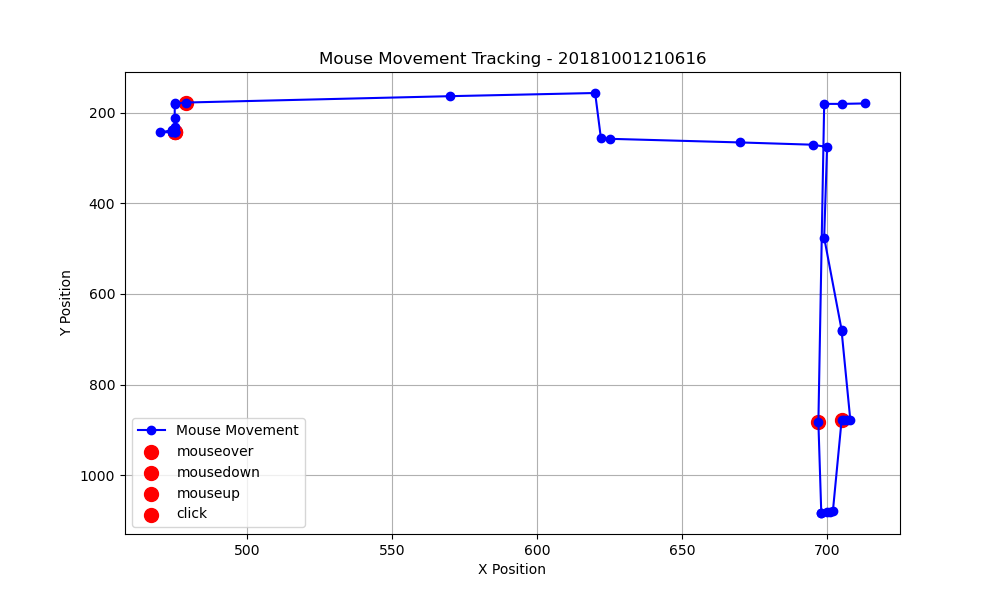 Mouse Movement Tracking - 20181001210616
Y Position
200
400
600
800
1000
Mouse Movement
mouseover
mousedown
mouseup
click
500
550
600
650
700
X Position